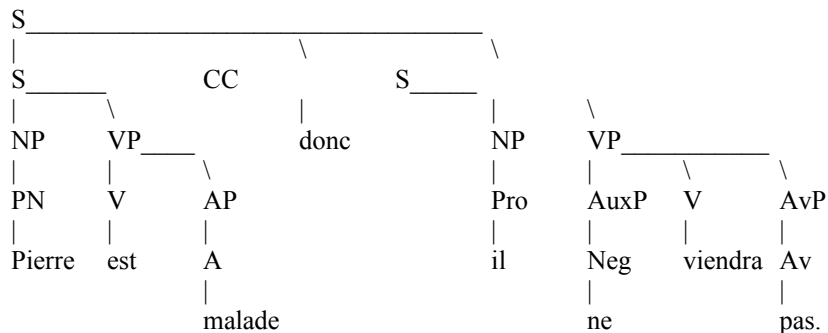 S
S CC S
NP VP donc NP VP
PN V AP Pro AuxP V AvP
Pierre est A il Neg viendra Av
malade ne pas.